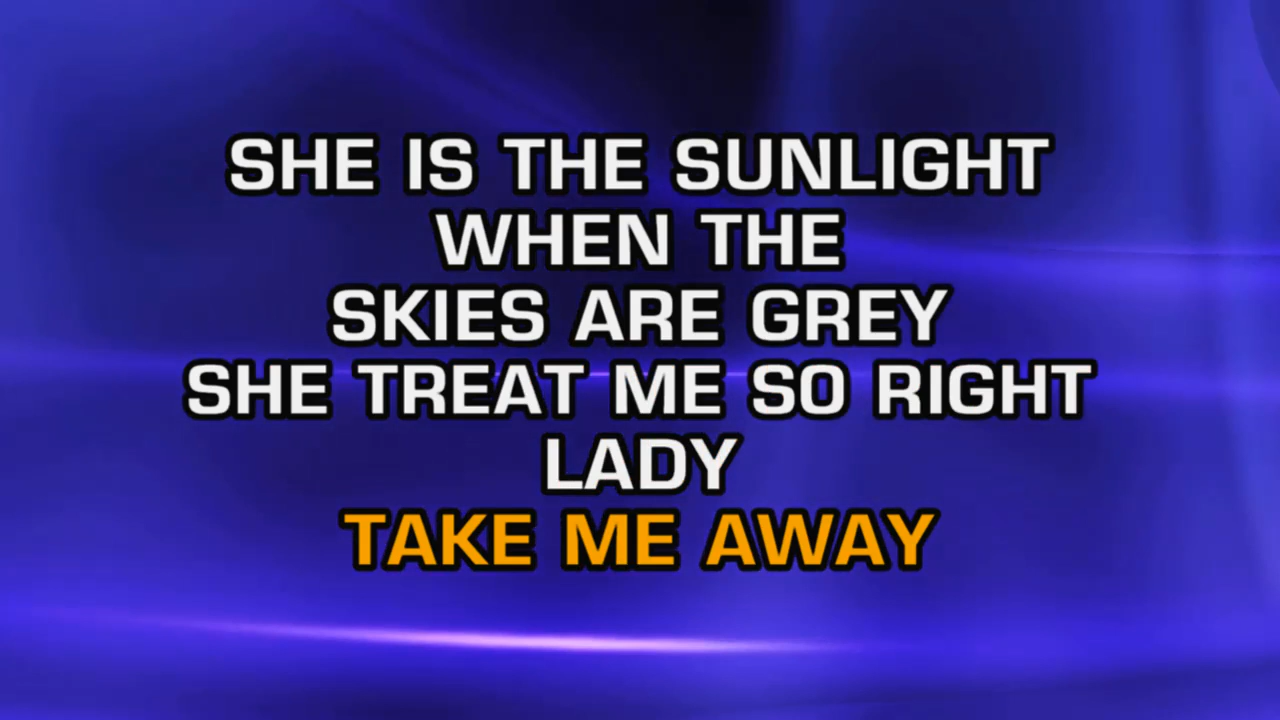 SHE IS THE SUNLIGHT
WHEN THE
SKIES ARE GREY
SHE TREAT ME SO RIGHT
LADY
TAKE ME AWAY